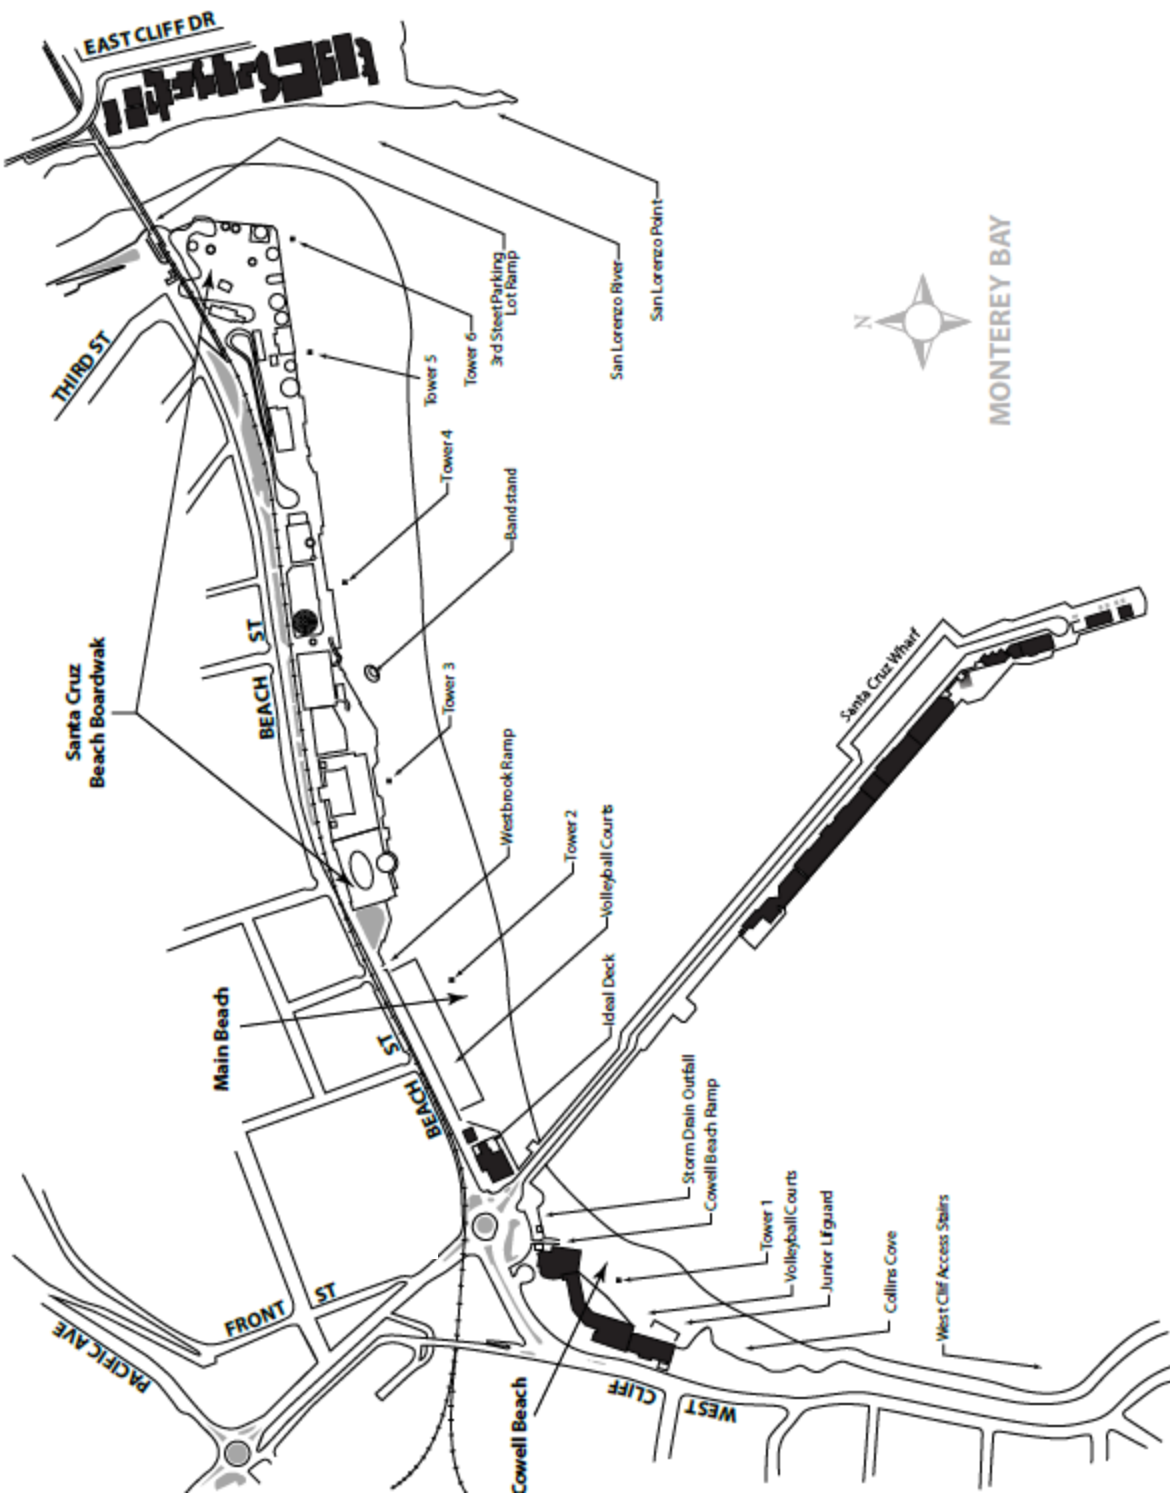 EAST CLIFF DR
THIRD ST
San Lorenzo Point
San Lorenzo River
3rd Steet Parking
Lot Ramp
Tower 6
Tower 5
Tower 4
Bandstand
N
MONTEREY BAY
Santa Cruz
Beach Boardwak
BEACH ST
Tower 3
Santa Cruz Wharf
Westbrook Ramp
Tower 2
Volleyball Courts
Ideal Deck
Main Beach
BEACH ST
Storm Drain Outfall
Cowell Beach Ramp
Tower 1
Volleyball Courts
Junior Lifguard
Collins Cove
West Clif Access Stairs
FRONT ST
PACIFIC AVE
WEST CLIFF
Cowell Beach